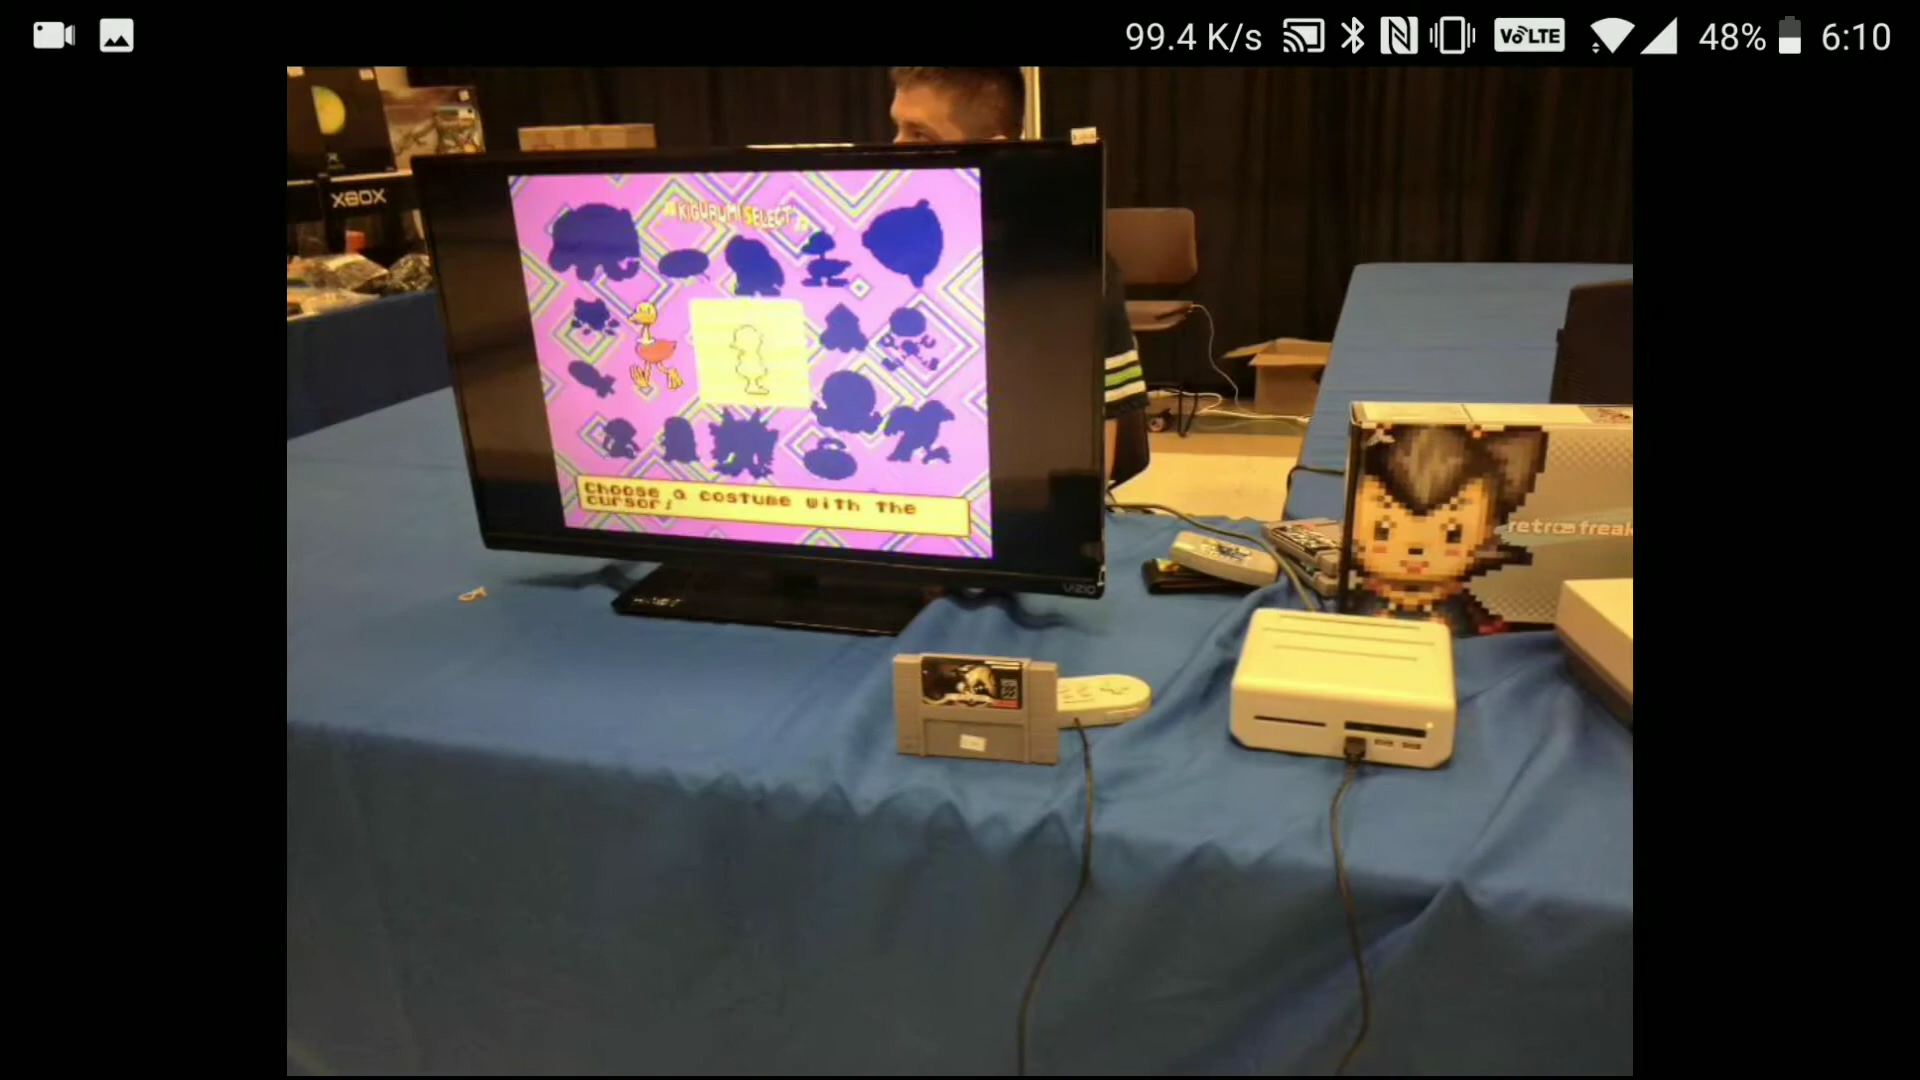 99.4 K/s
VoLTE
48%
6:10
XBOX
KIGURUMI SELECT
Choose a costume with the
cursor;
VIZIO
retro freak